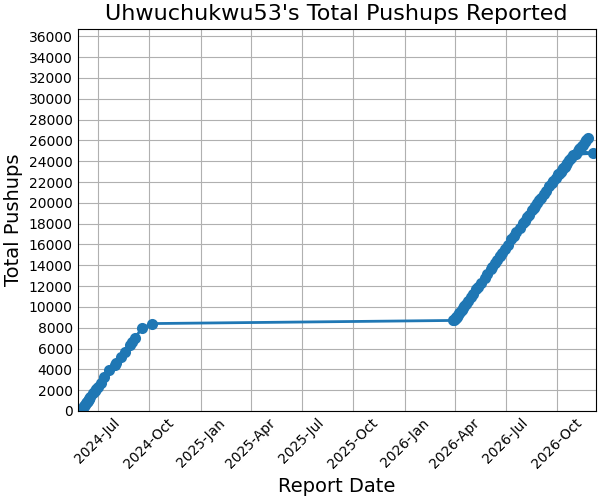 Uhwuchukwu53's Total Pushups Reported
Total Pushups
36000
34000
32000
30000
28000
26000
24000
22000
20000
18000
16000
14000
12000
10000
8000
6000
4000
2000
0
2024-Jul
2024-Oct
2025-Jan
2025-Apr
2025-Jul
2025-Oct
2026-Jan
2026-Apr
2026-Jul
2026-Oct
Report Date